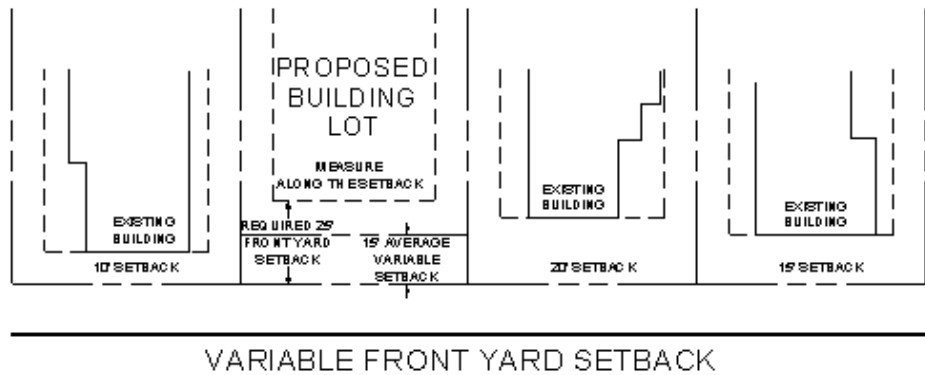 PROPOSED
BUILDING
LOT
MEASURE
ALONG THE SETBACK
EXISTING
BUILDING
10' SETBACK
REQUIRED 25'
FRONT YARD
SETBACK
15' AVERAGE
VARIABLE
SETBACK
EXISTING
BUILDING
20' SETBACK
EXISTING
BUILDING
15' SETBACK
VARIABLE FRONT YARD SETBACK